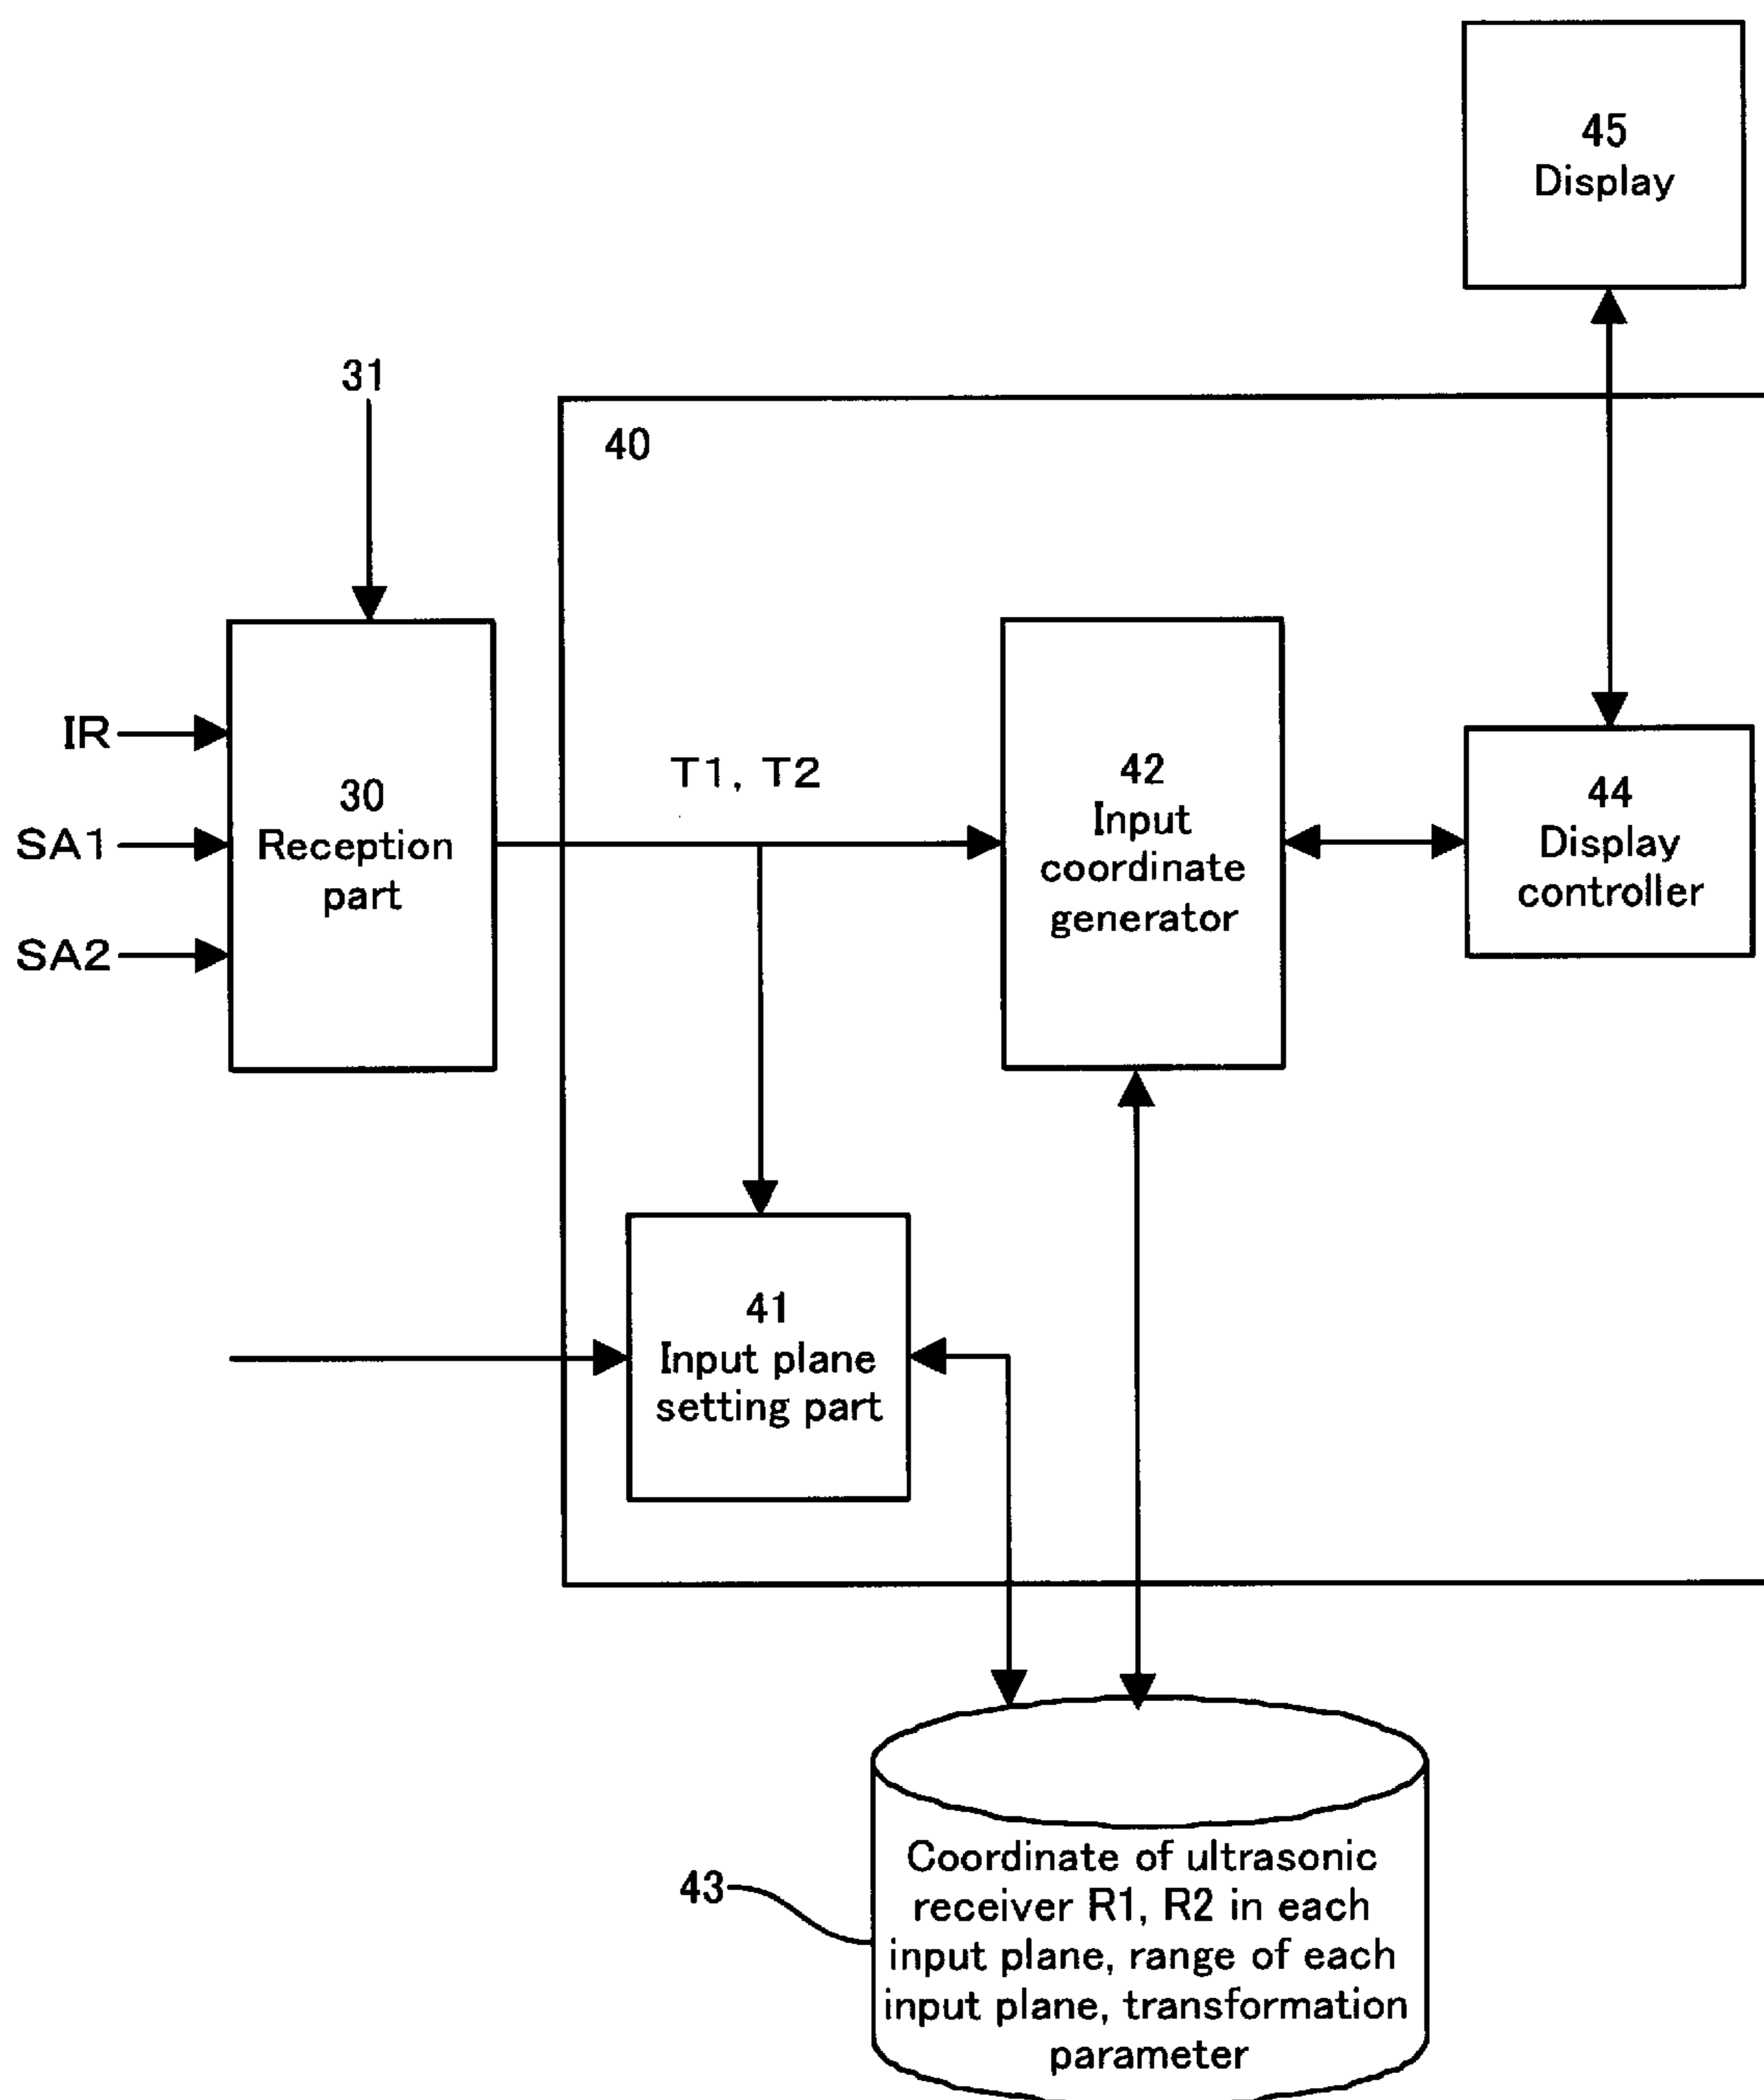 45
Display
31
40
IR
SA1
SA2
30
Reception
part
T1, T2
42
Input
coordinate
generator
44
Display
controller
41
Input plane
setting part
43
Coordinate of ultrasonic
receiver R1, R2 in each
input plane, range of each
input plane, transformation
parameter